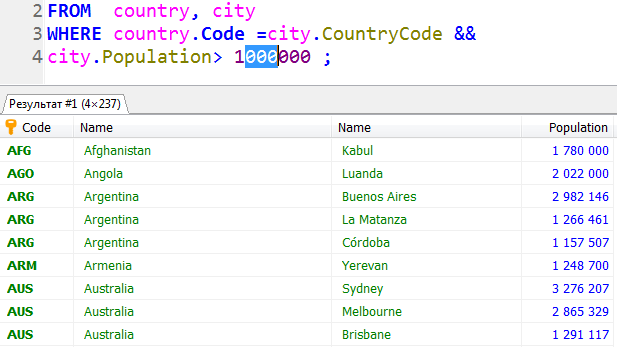 2 FROM country, city
3 WHERE country.Code =city.CountryCode &&
4 city.Population> 1000000 ;
Результат #1 (4×237)
Code Name Name Population
AFG Afghanistan Kabul 1 780 000
AGO Angola Luanda 2 022 000
ARG Argentina Buenos Aires 2 982 146
ARG Argentina La Matanza 1 266 461
ARG Argentina Córdoba 1 157 507
ARM Armenia Yerevan 1 248 700
AUS Australia Sydney 3 276 207
AUS Australia Melbourne 2 865 329
AUS Australia Brisbane 1 291 117